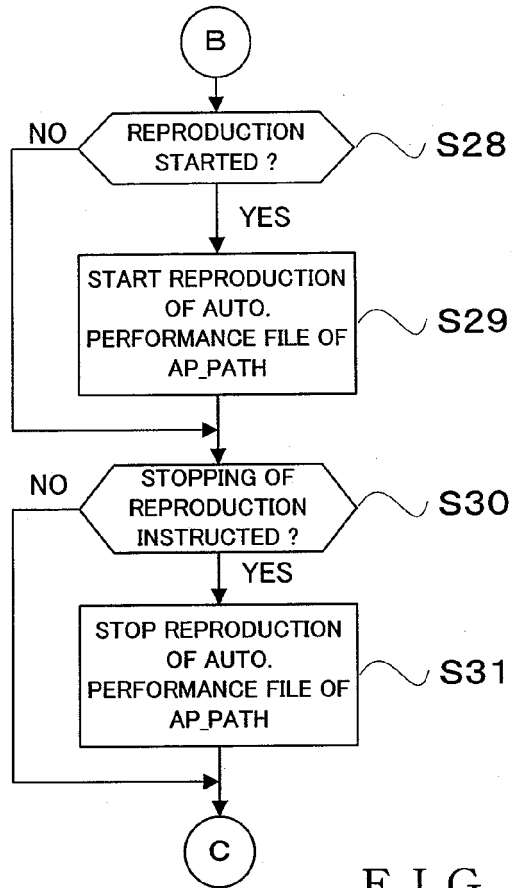 B
REPRODUCTION
STARTED ?
NO
S28
YES
START REPRODUCTION
OF AUTO.
PERFORMANCE FILE OF
AP_PATH
S29
STOPPING OF
REPRODUCTION
INSTRUCTED ?
NO
S30
YES
STOP REPRODUCTION
OF AUTO.
PERFORMANCE FILE OF
AP_PATH
S31
C
F I G